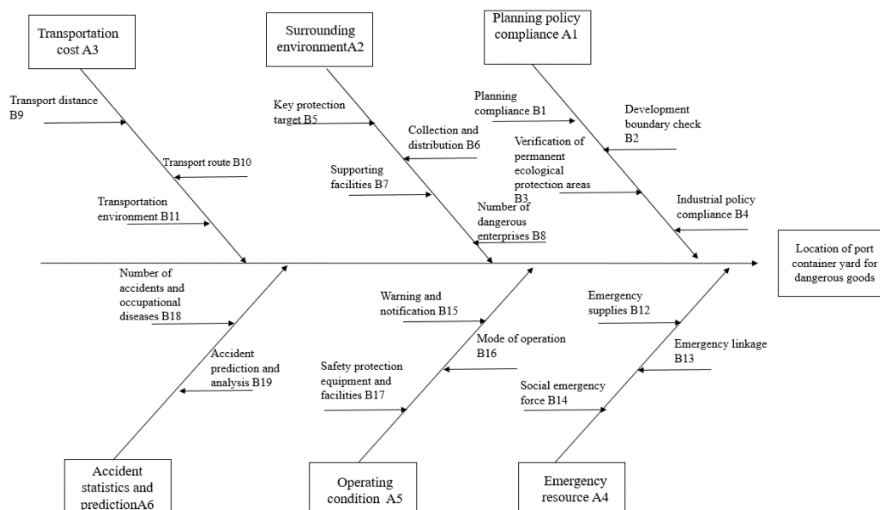 Transportation
cost A3
Surrounding
environmentA2
Planning policy
compliance A1
Transport distance
B9
Transport route B10
Transportation
environment B11
Key protection
target B5
Collection and
distribution B6
Supporting
facilities B7
Number of
dangerous
enterprises B8
Planning
compliance B1
Development
boundary check
B2
Verification of
permanent
ecological
protection areas
B3
Industrial policy
compliance B4
Location of port
container yard for
dangerous goods
Number of
accidents and
occupational
diseases B18
Accident
prediction and
analysis B19
Warning and
notification B15
Mode of operation
B16
Safety protection
equipment and
facilities B17
Emergency
supplies B12
Emergency linkage
B13
Social emergency
force B14
Accident
statistics and
predictionA6
Operating
condition A5
Emergency
resource A4